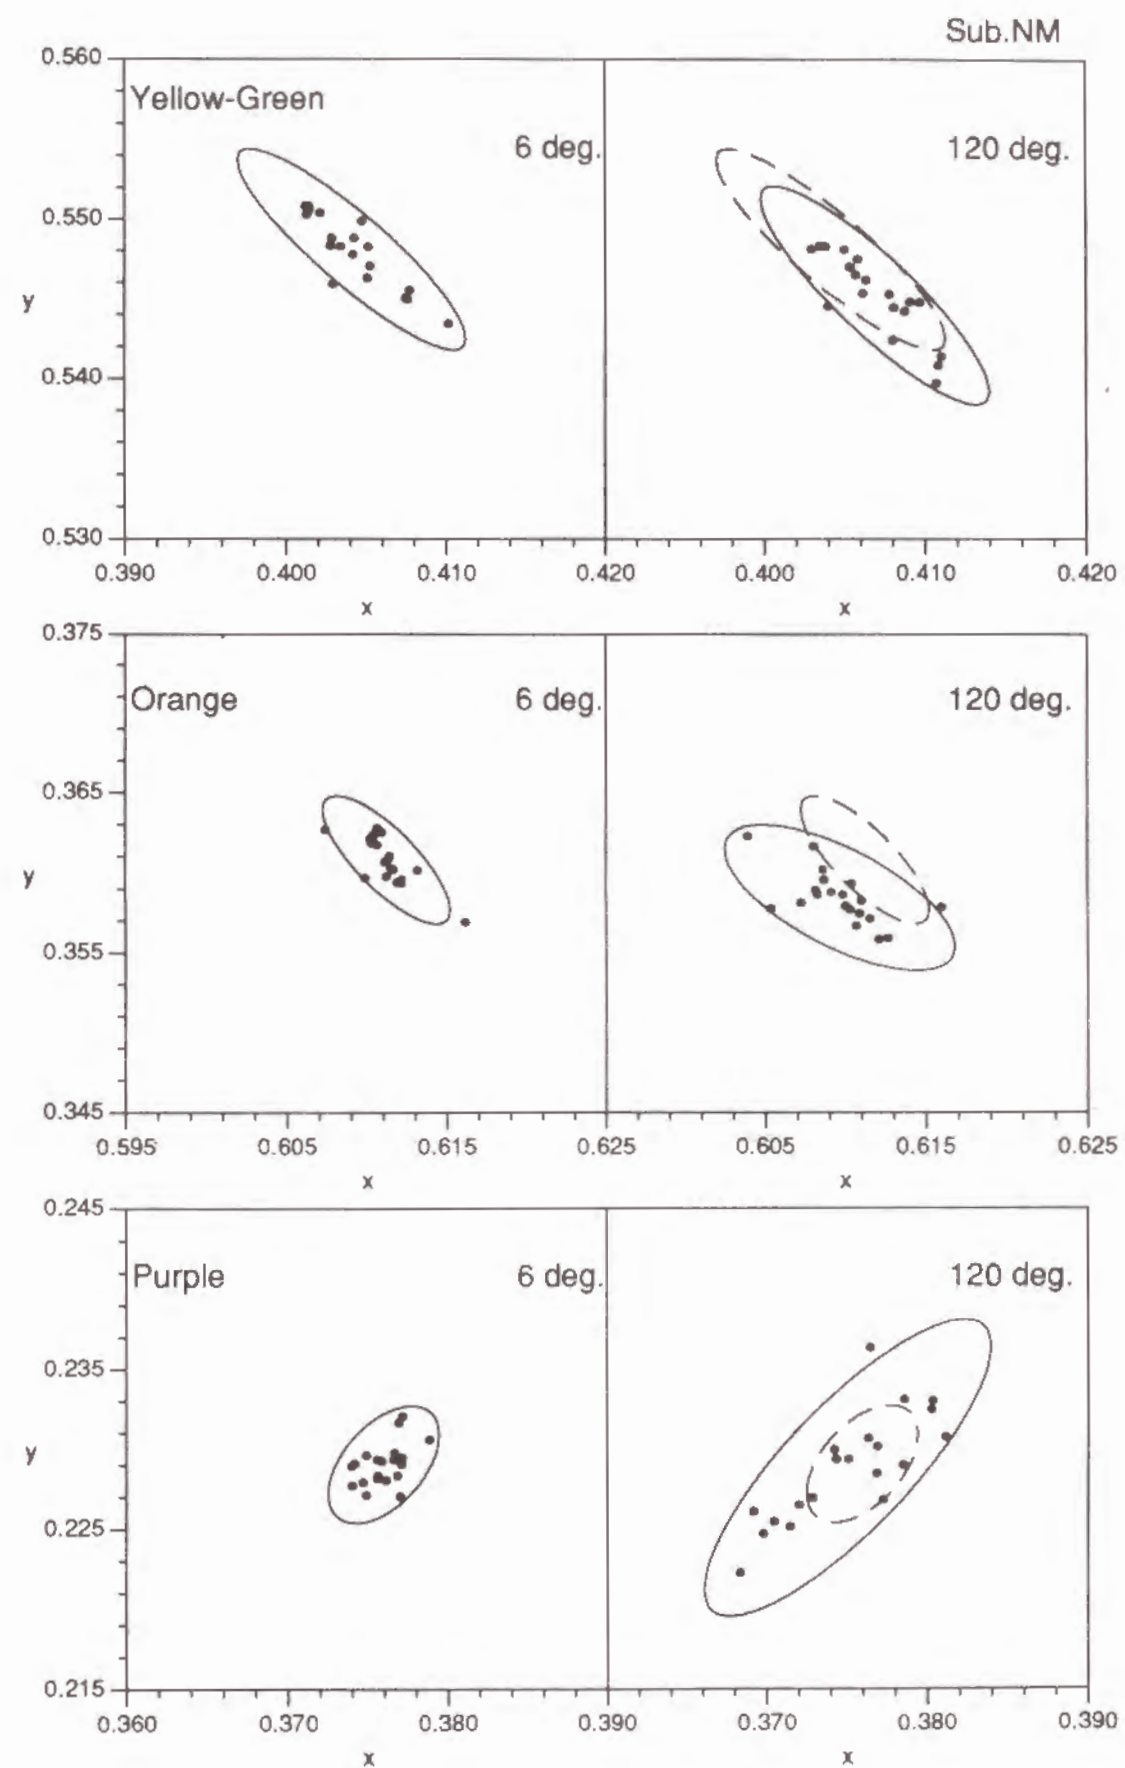 Sub.NM
0.560
Yellow-Green
6 deg.
120 deg.
0.550
y
0.540
0.530
0.390 0.400 0.410 0.420 0.400 0.410 0.420
x x
0.375
Orange 6 deg. 120 deg.
0.365
y
0.355
0.345
0.595 0.605 0.615 0.625 0.605 0.615 0.625
x x
0.245
Purple 6 deg. 120 deg.
0.235
y
0.225
0.215
0.360 0.370 0.380 0.390 0.370 0.380 0.390
x x